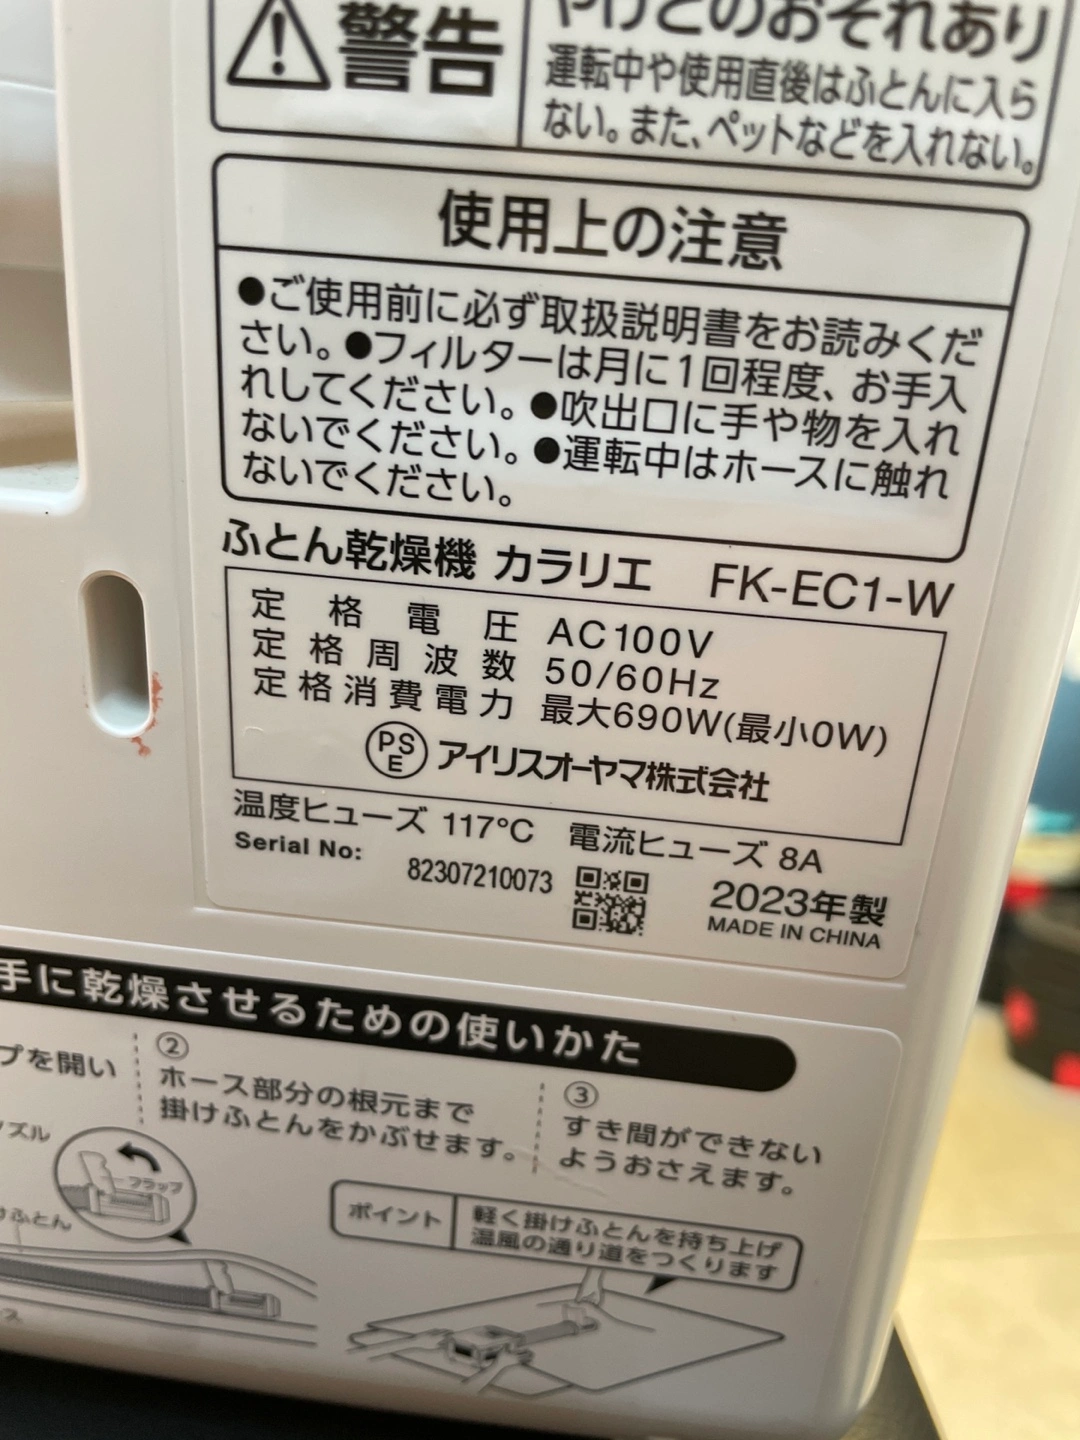 警告
やけどのおそれあり
運転中や使用直後はふとんに入ら
ない。また、ペットなどを入れない。
使用上の注意
●ご使用前に必ず取扱説明書をお読みくだ
さい。●フィルターは月に1回程度、お手入
れしてください。●吹出口に手や物を入れ
ないでください。●運転中はホースに触れ
ないでください。
ふとん乾燥機 カラリエ FK-EC1-W
定格電圧 AC100V
定格周波数 50/60Hz
定格消費電力 最大690W(最小0W)
PSE アイリスオーヤマ株式会社
温度ヒューズ 117℃ 電流ヒューズ 8A
Serial No: 82307210073
2023年製
MADE IN CHINA
手に乾燥させるための使いかた
プを開い
②
ホース部分の根元まで
掛けふとんをかぶせます。
③
すき間ができない
ようおさえます。
ノズル
フラップ
けふとん
ポイント
軽く掛けふとんを持ち上げ
温風の通り道をつくります
ース